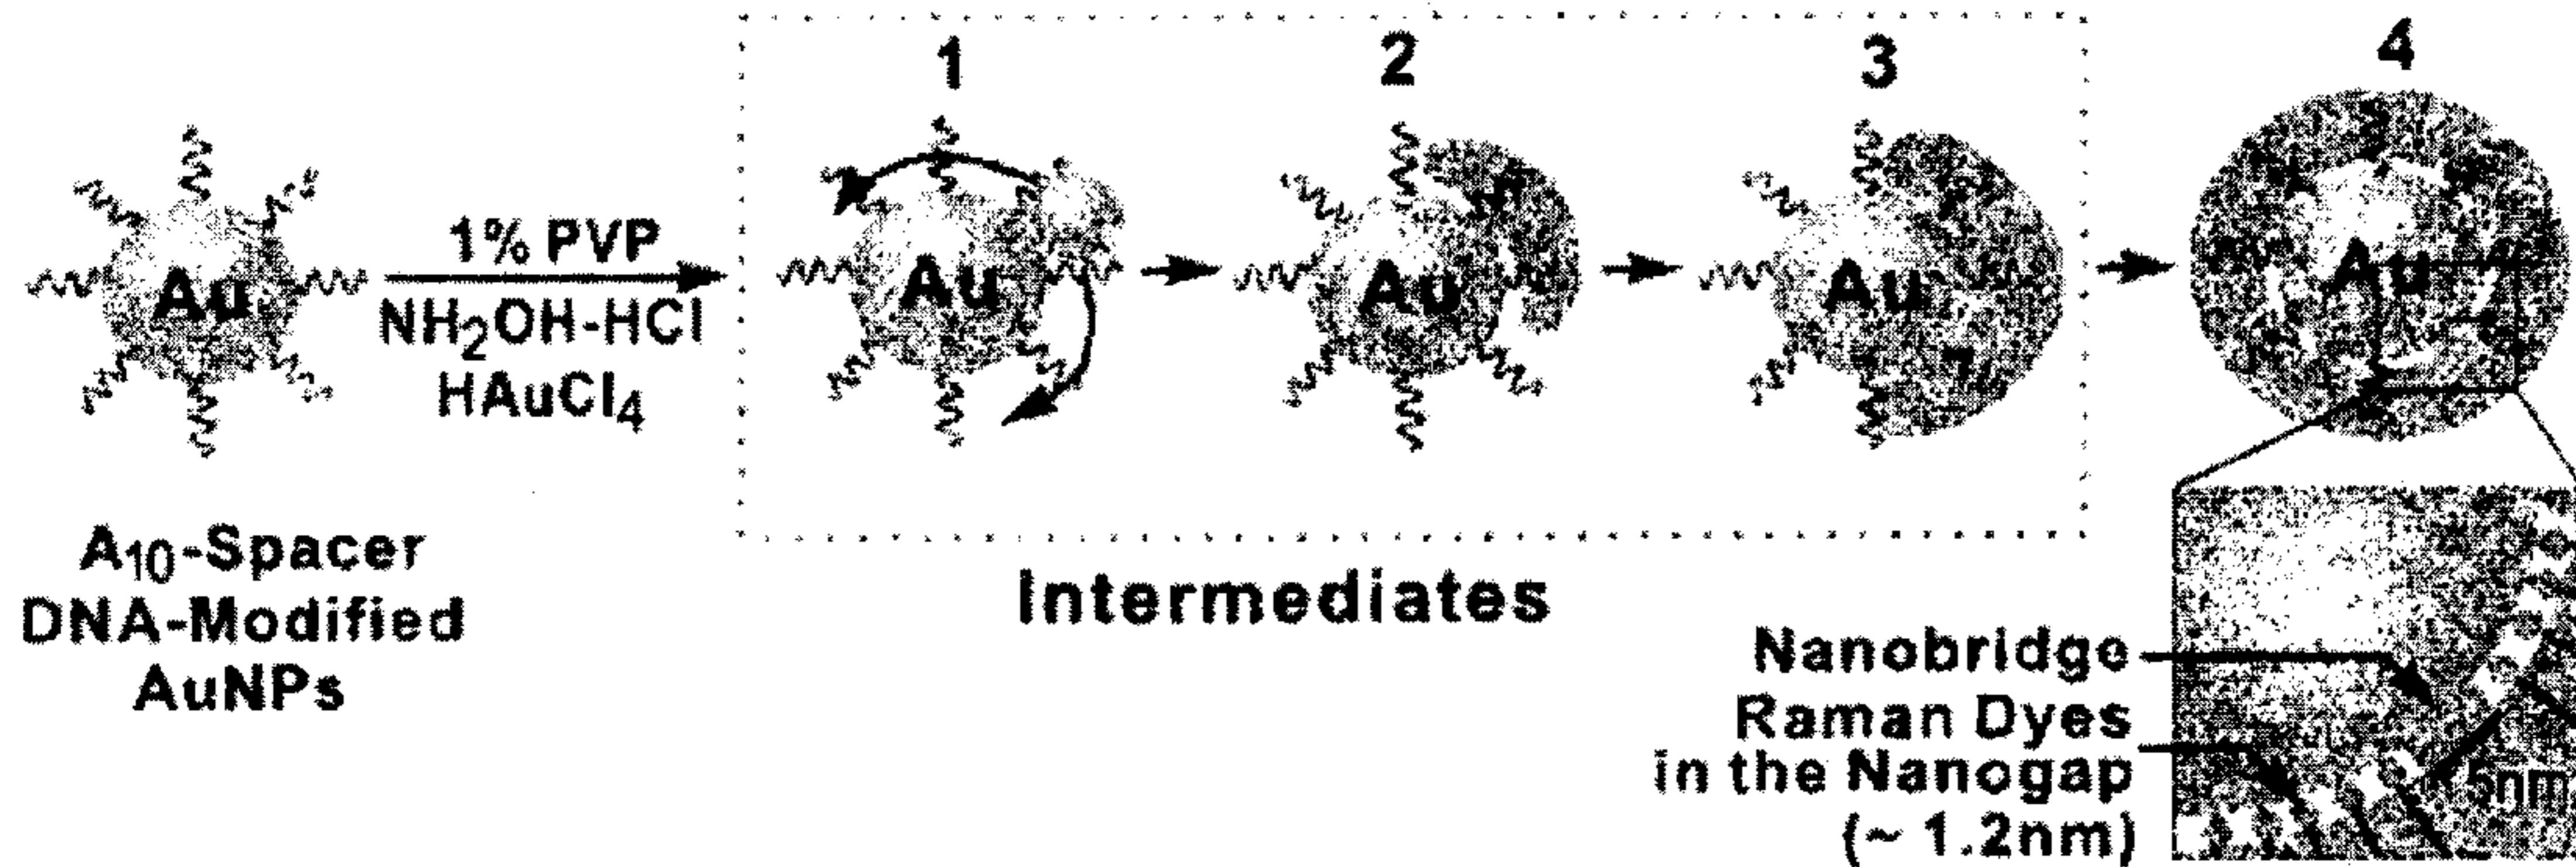 1
2
3
4
Au
1% PVP
NH2OH-HCl
HAuCl4
Au
Au
Au
Au
A10-Spacer
DNA-Modified
AuNPs
Intermediates
Nanobridge
Raman Dyes
in the Nanogap
(~ 1.2nm)
5nm